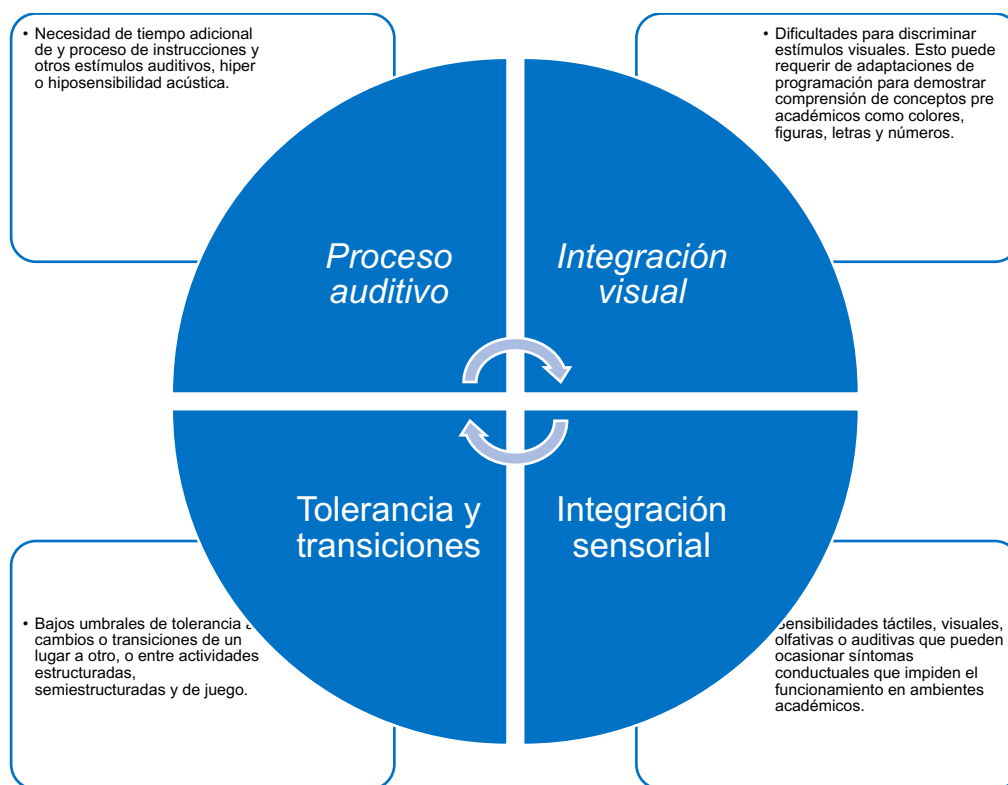 • Necesidad de tiempo adicional
de y proceso de instrucciones y
otros estímulos auditivos, hiper
o hiposensibilidad acústica.
• Dificultades para discriminar
estímulos visuales. Esto puede
requerir de adaptaciones de
programación para demostrar
comprensión de conceptos pre
académicos como colores,
figuras, letras y números.
Proceso
auditivo
Integración
visual
Tolerancia y
transiciones
Integración
sensorial
• Bajos umbrales de tolerancia
cambios o transiciones de un
lugar a otro, o entre actividades
estructuradas,
semiestructuradas y de juego.
Sensibilidades táctiles, visuales,
olfativas o auditivas que pueden
ocasionar síntomas
conductuales que impiden el
funcionamiento en ambientes
académicos.